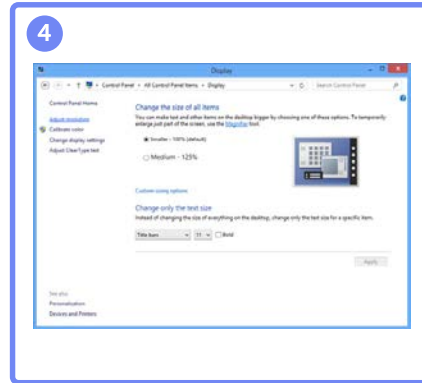 4
Display
Control Panel All Control Panel Items Display
Search Control Panel
Control Panel Home
Adjust resolution
Calibrate color
Change display settings
Adjust ClearType text
Change the size of all items
You can make text and other items on the desktop bigger by choosing one of these options. To temporarily
enlarge just part of the screen, use the Magnifier tool.
Smaller - 100% (default)
Medium - 125%
Custom sizing options
Change only the text size
Instead of changing the size of everything on the desktop, change only the text size for a specific item.
Title bars 11 Bold
Apply
See also
Personalization
Devices and Printers